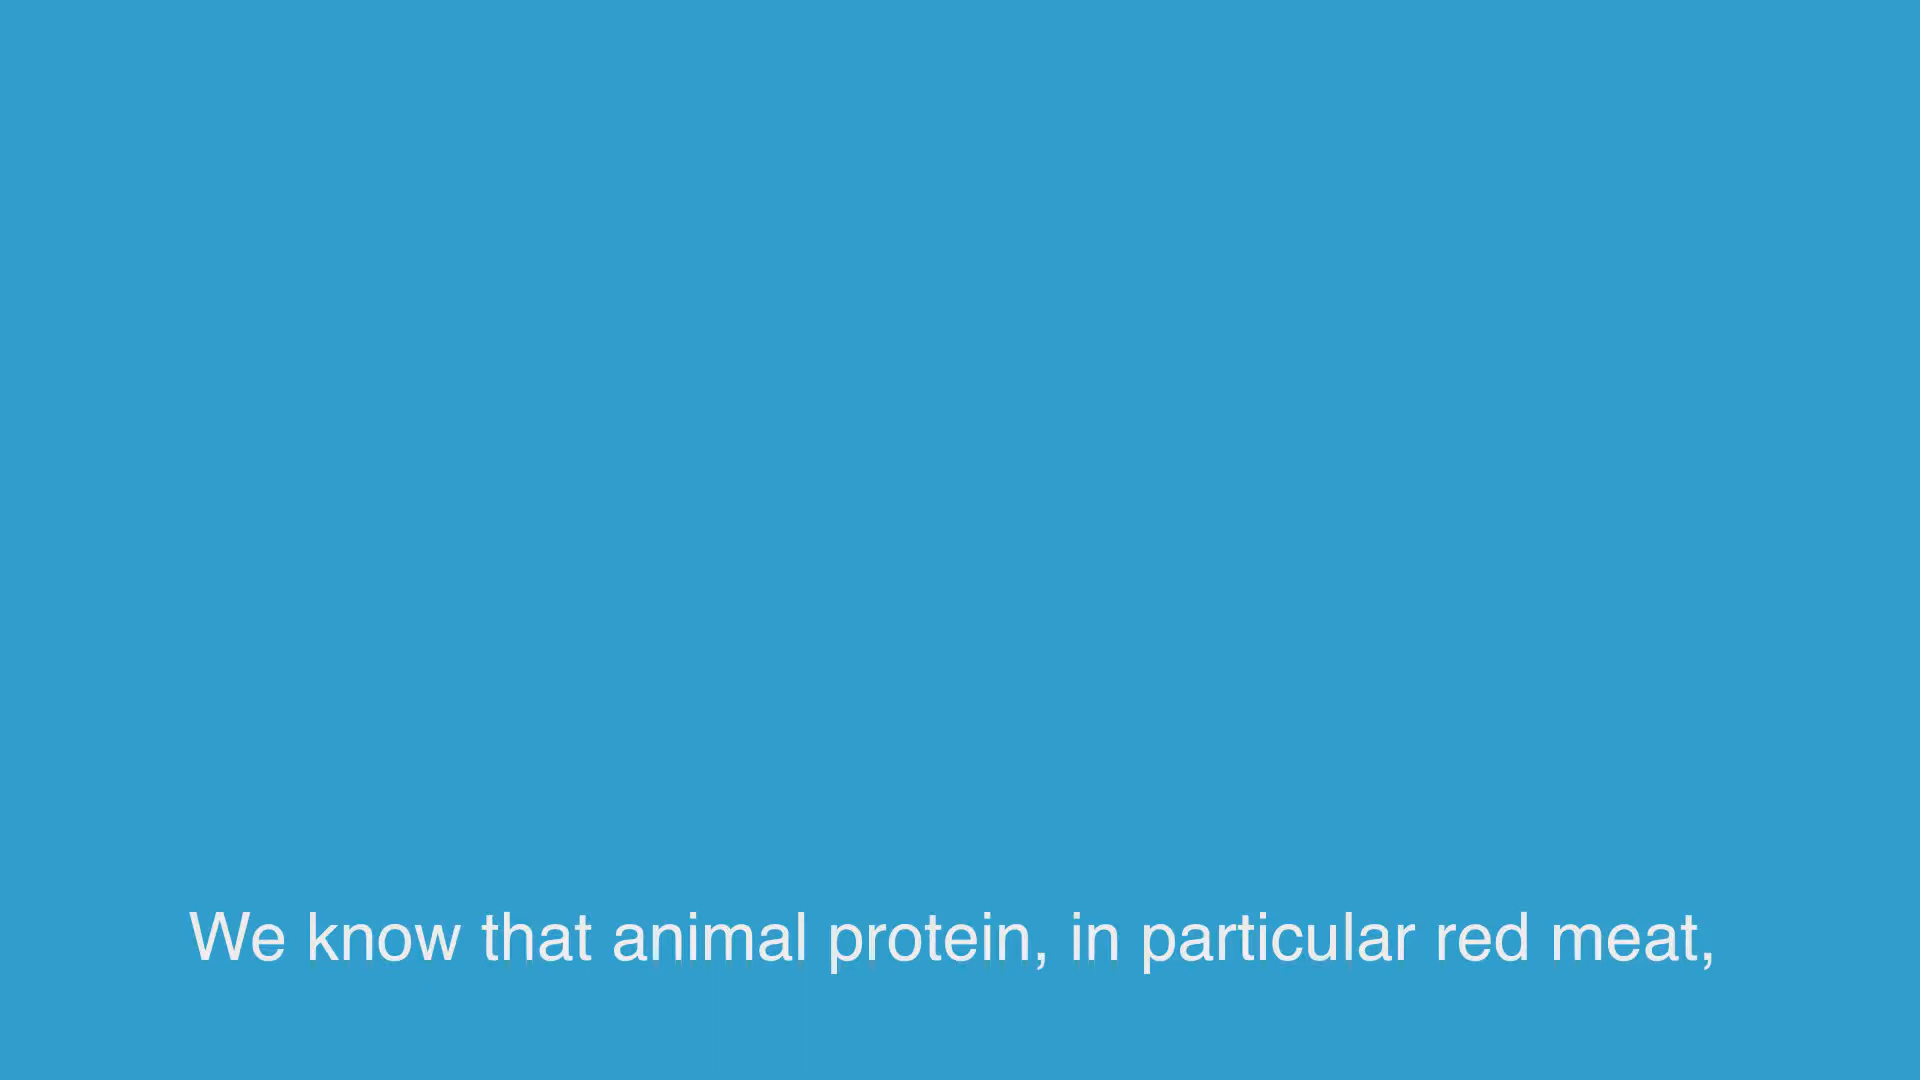 We know that animal protein, in particular red meat,